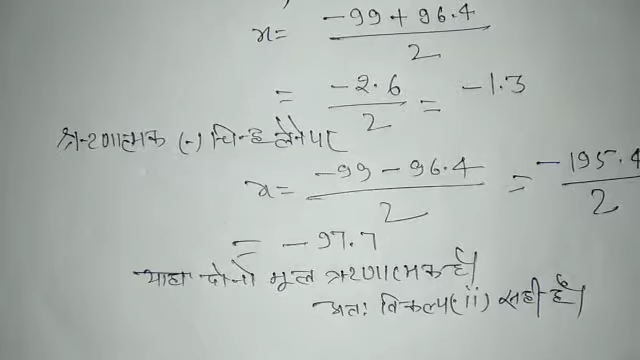 x = (-99 + 96.4)/2
= -2.6/2 = -1.3
ऋणात्मक (-) चिन्ह लेने पर
x = (-99 - 96.4)/2 = -195.4/2
= -97.7
यहा दोनो मूल ऋणात्मक है।
अतः विकल्प (ii) सही है।